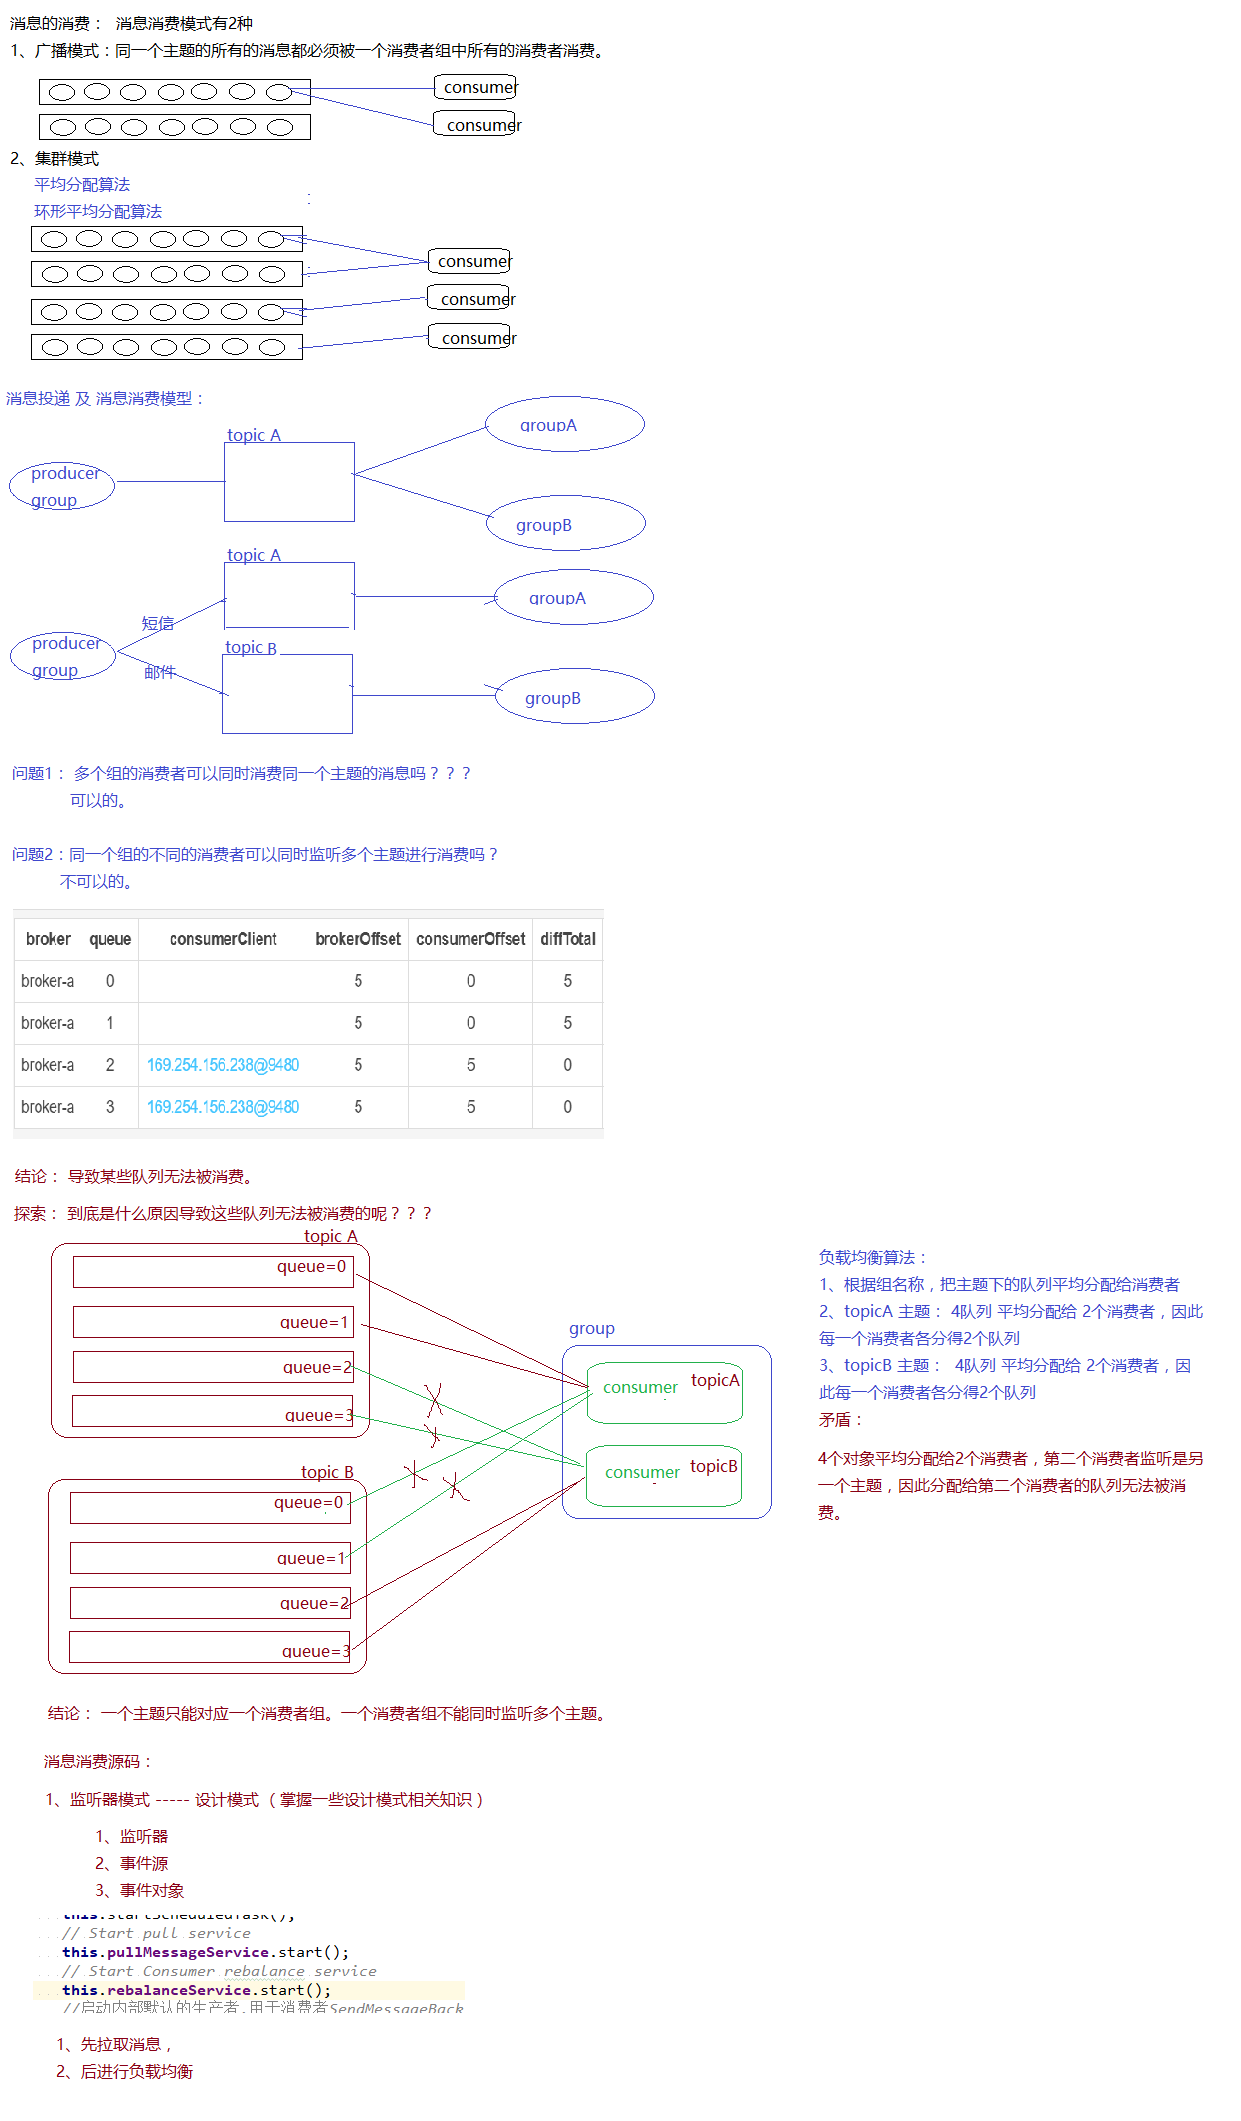 消息的消费： 消息消费模式有2种
1、广播模式：同一个主题的所有的消息都必须被一个消费者组中所有的消费者消费。
consumer
consumer
2、集群模式
平均分配算法
环形平均分配算法
consumer
consumer
consumer
消息投递 及 消息消费模型：
groupA
topic A
producer
group
groupB
topic A
groupA
短信
producer
group
topic B
邮件
groupB
问题1： 多个组的消费者可以同时消费同一个主题的消息吗？？？
可以的。
问题2：同一个组的不同的消费者可以同时监听多个主题进行消费吗？
不可以的。
broker queue consumerClient brokerOffset consumerOffset diffTotal
broker-a 0 5 0 5
broker-a 1 5 0 5
broker-a 2 169.254.156.238@9480 5 5 0
broker-a 3 169.254.156.238@9480 5 5 0
结论： 导致某些队列无法被消费。
探索： 到底是什么原因导致这些队列无法被消费的呢？？？
topic A
queue=0
queue=1
queue=2
queue=3
topic B
queue=0
queue=1
queue=2
queue=3
group
consumer topicA
consumer topicB
负载均衡算法：
1、根据组名称，把主题下的队列平均分配给消费者
2、topicA 主题： 4队列 平均分配给 2个消费者，因此
每一个消费者各分得2个队列
3、topicB 主题： 4队列 平均分配给 2个消费者，因
此每一个消费者各分得2个队列
矛盾：
4个对象平均分配给2个消费者，第二个消费者监听是另
一个主题，因此分配给第二个消费者的队列无法被消
费。
结论： 一个主题只能对应一个消费者组。一个消费者组不能同时监听多个主题。
消息消费源码：
1、监听器模式 ----- 设计模式 （掌握一些设计模式相关知识）
1、监听器
2、事件源
3、事件对象
this.startScheduledTask();
// Start pull service
this.pullMessageService.start();
// Start Consumer rebalance service
this.rebalanceService.start();
//启动内部默认的生产者,用于消费者SendMessageBack
1、先拉取消息，
2、后进行负载均衡